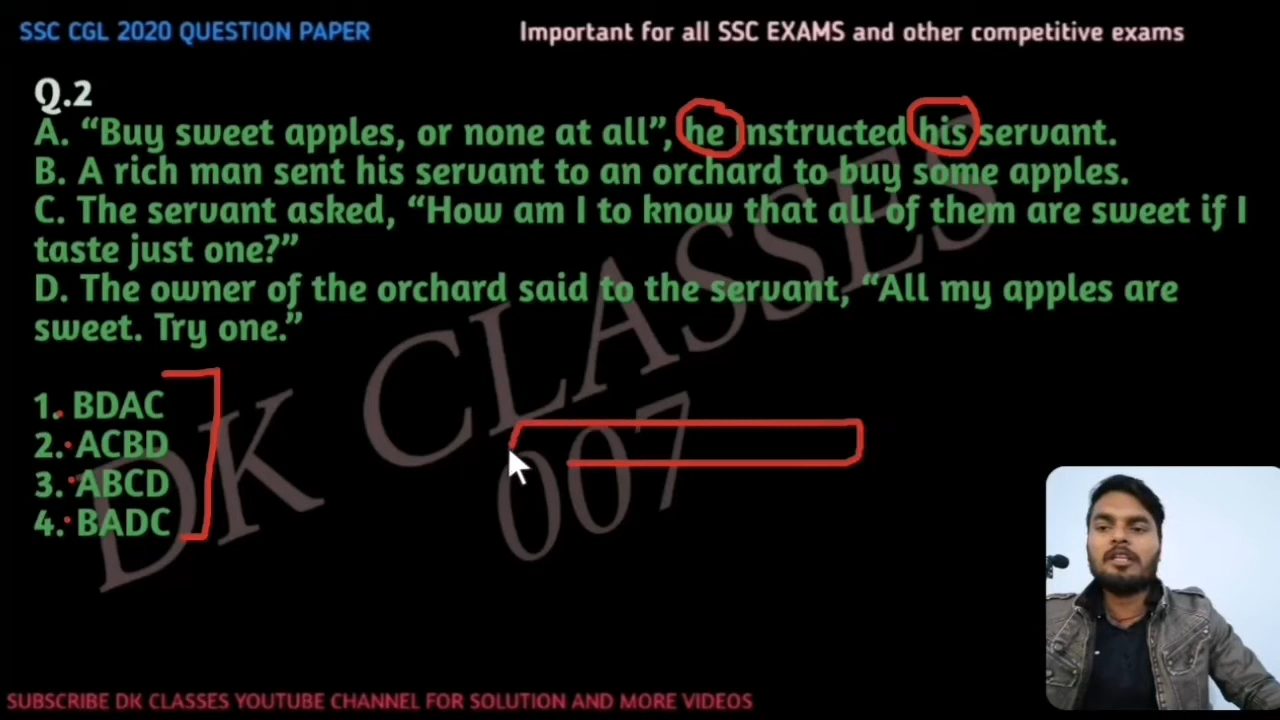 SSC CGL 2020 QUESTION PAPER
Important for all SSC EXAMS and other competitive exams
Q.2
A. “Buy sweet apples, or none at all”, he instructed his servant.
B. A rich man sent his servant to an orchard to buy some apples.
C. The servant asked, “How am I to know that all of them are sweet if I
taste just one?”
D. The owner of the orchard said to the servant, “All my apples are
sweet. Try one.”
1. BDAC
2. ACBD
3. ABCD
4. BADC
DK CLASSES
007
SUBSCRIBE DK CLASSES YOUTUBE CHANNEL FOR SOLUTION AND MORE VIDEOS